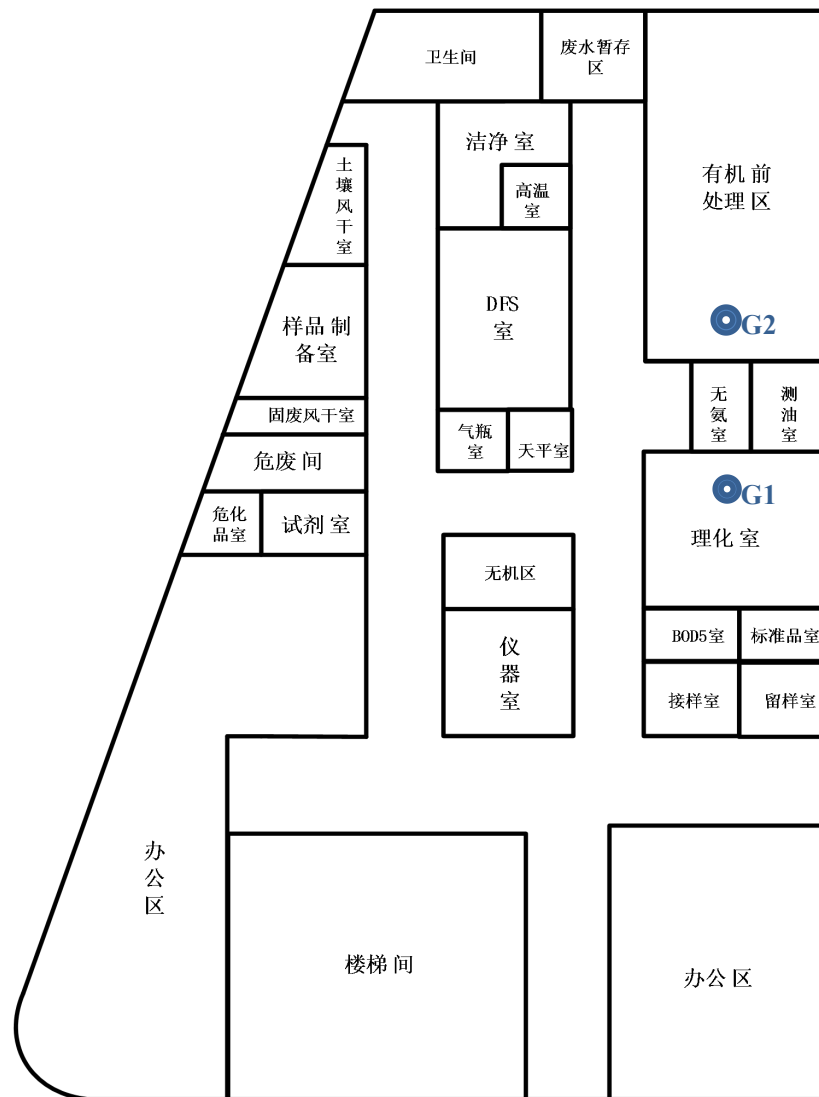 卫生间
废水暂存
区
洁净室
有机前
处理区
土
壤
风
干
室
高温
室
DFS
室
样品制
备室
G2
固废风干室
气瓶
室
天平室
无
氨
室
测
油
室
危废间
G1
危化
品室
试剂室
理化室
无机区
BOD5室
标准品室
仪
器
室
接样室
留样室
办
公
区
楼梯间
办公区